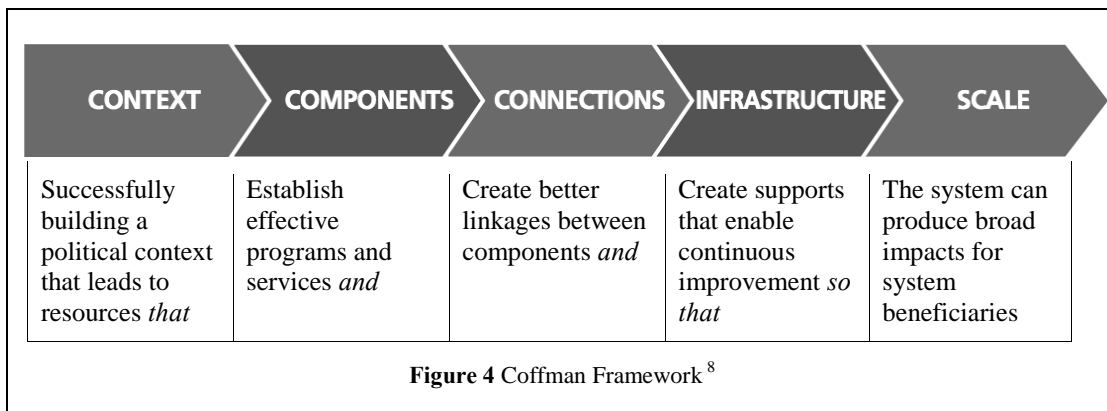 CONTEXT
COMPONENTS
CONNECTIONS
INFRASTRUCTURE
SCALE
Successfully
building a
political context
that leads to
resources that
Establish
effective
programs and
services and
Create better
linkages between
components and
Create supports
that enable
continuous
improvement so
that
The system can
produce broad
impacts for
system
beneficiaries
Figure 4 Coffman Framework 8